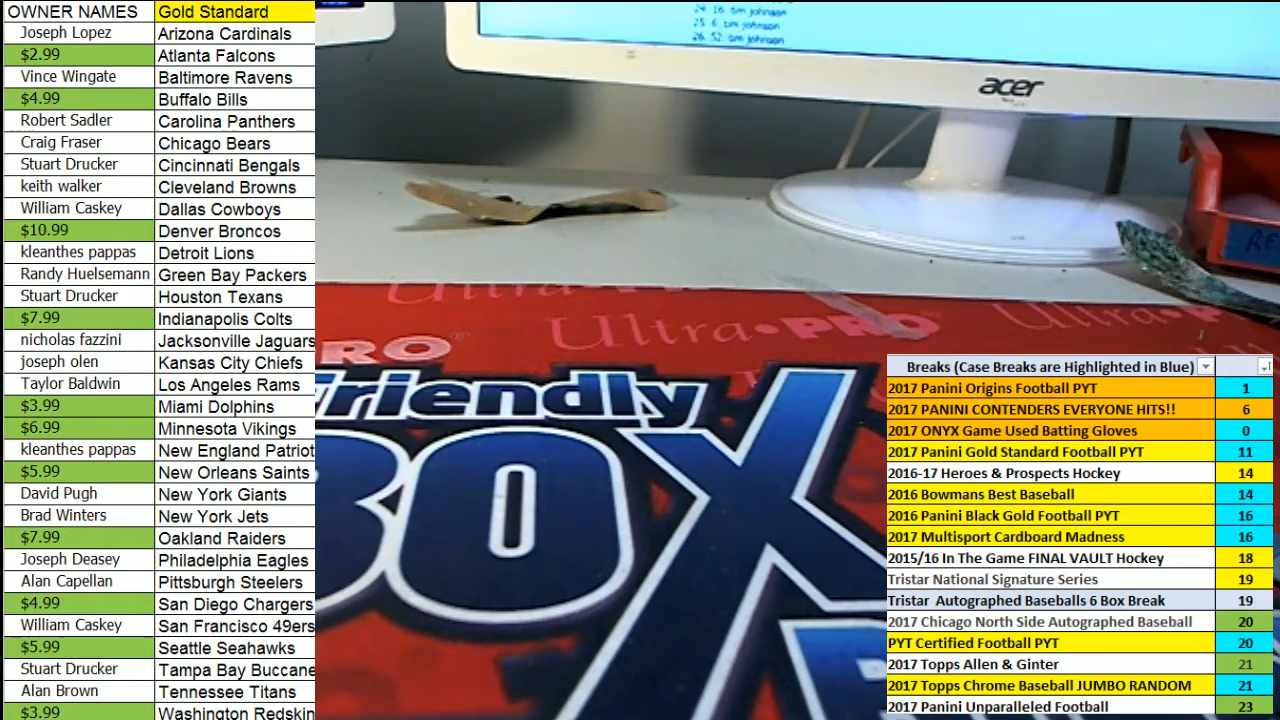 OWNER NAMES Gold Standard
Joseph Lopez Arizona Cardinals
$2.99 Atlanta Falcons
Vince Wingate Baltimore Ravens
$4.99 Buffalo Bills
Robert Sadler Carolina Panthers
Craig Fraser Chicago Bears
Stuart Drucker Cincinnati Bengals
keith walker Cleveland Browns
William Caskey Dallas Cowboys
$10.99 Denver Broncos
kleanthes pappas Detroit Lions
Randy Huelsemann Green Bay Packers
Stuart Drucker Houston Texans
$7.99 Indianapolis Colts
nicholas fazzini Jacksonville Jaguars
joseph olen Kansas City Chiefs
Taylor Baldwin Los Angeles Rams
$3.99 Miami Dolphins
$6.99 Minnesota Vikings
kleanthes pappas New England Patriot
$5.99 New Orleans Saints
David Pugh New York Giants
Brad Winters New York Jets
$7.99 Oakland Raiders
Joseph Deasey Philadelphia Eagles
Alan Capellan Pittsburgh Steelers
$4.99 San Diego Chargers
William Caskey San Francisco 49ers
$5.99 Seattle Seahawks
Stuart Drucker Tampa Bay Buccane
Alan Brown Tennessee Titans
$3.99 Washington Redskin
24. 16. tim johnson
25. 6. tim johnson
26. 52. tim johnson
acer
Ultra•PRO
RO®
Friendly
BOX
Breaks (Case Breaks are Highlighted in Blue)
2017 Panini Origins Football PYT 1
2017 PANINI CONTENDERS EVERYONE HITS!! 6
2017 ONYX Game Used Batting Gloves 0
2017 Panini Gold Standard Football PYT 11
2016-17 Heroes & Prospects Hockey 14
2016 Bowmans Best Baseball 14
2016 Panini Black Gold Football PYT 16
2017 Multisport Cardboard Madness 16
2015/16 In The Game FINAL VAULT Hockey 18
Tristar National Signature Series 19
Tristar Autographed Baseballs 6 Box Break 19
2017 Chicago North Side Autographed Baseball 20
PYT Certified Football PYT 20
2017 Topps Allen & Ginter 21
2017 Topps Chrome Baseball JUMBO RANDOM 21
2017 Panini Unparalleled Football 23